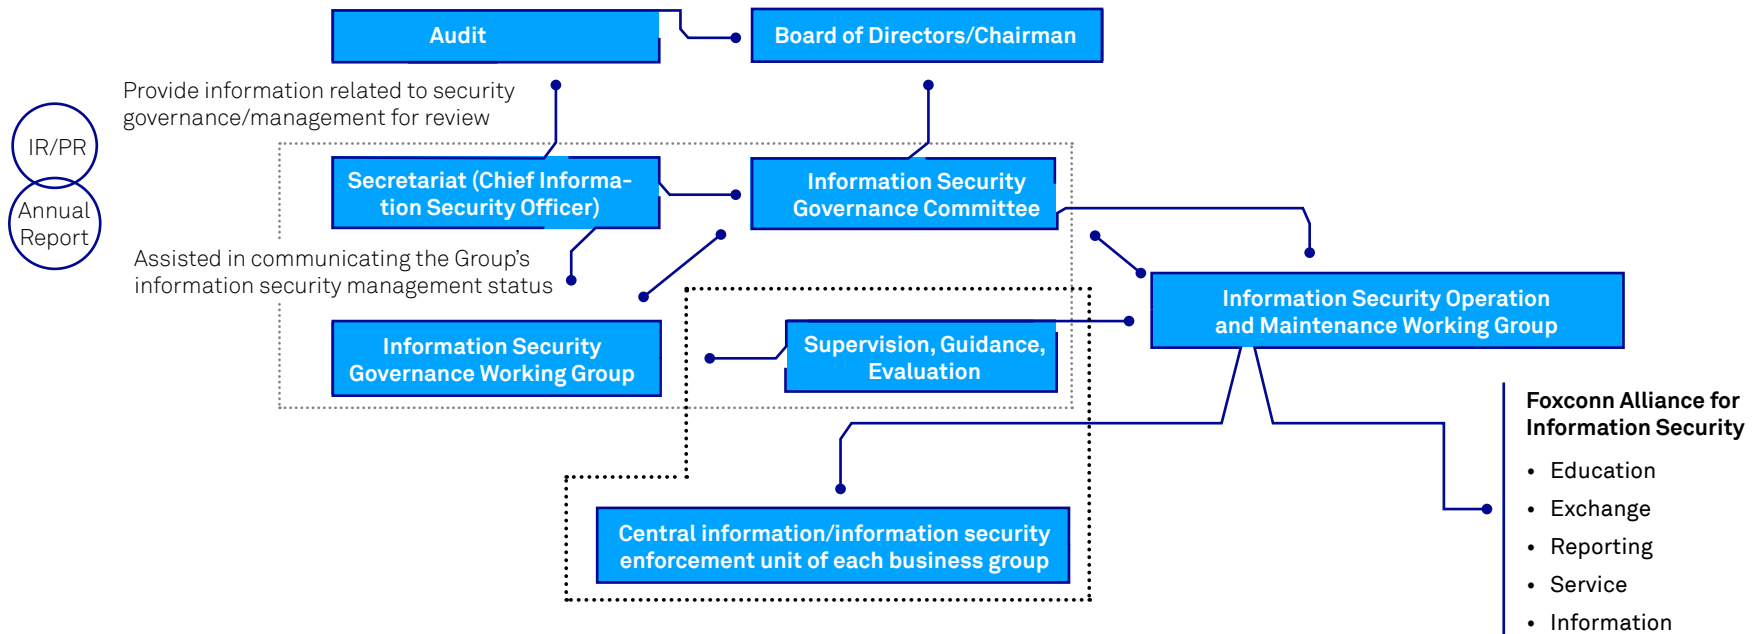 Audit
Board of Directors/Chairman
Provide information related to security
governance/management for review
IR/PR
Annual
Report
Secretariat (Chief Informa-
tion Security Officer)
Information Security
Governance Committee
Assisted in communicating the Group's
information security management status
Information Security Operation
and Maintenance Working Group
Information Security
Governance Working Group
Supervision, Guidance,
Evaluation
Foxconn Alliance for
Information Security
• Education
• Exchange
• Reporting
• Service
• Information
Central information/information security
enforcement unit of each business group